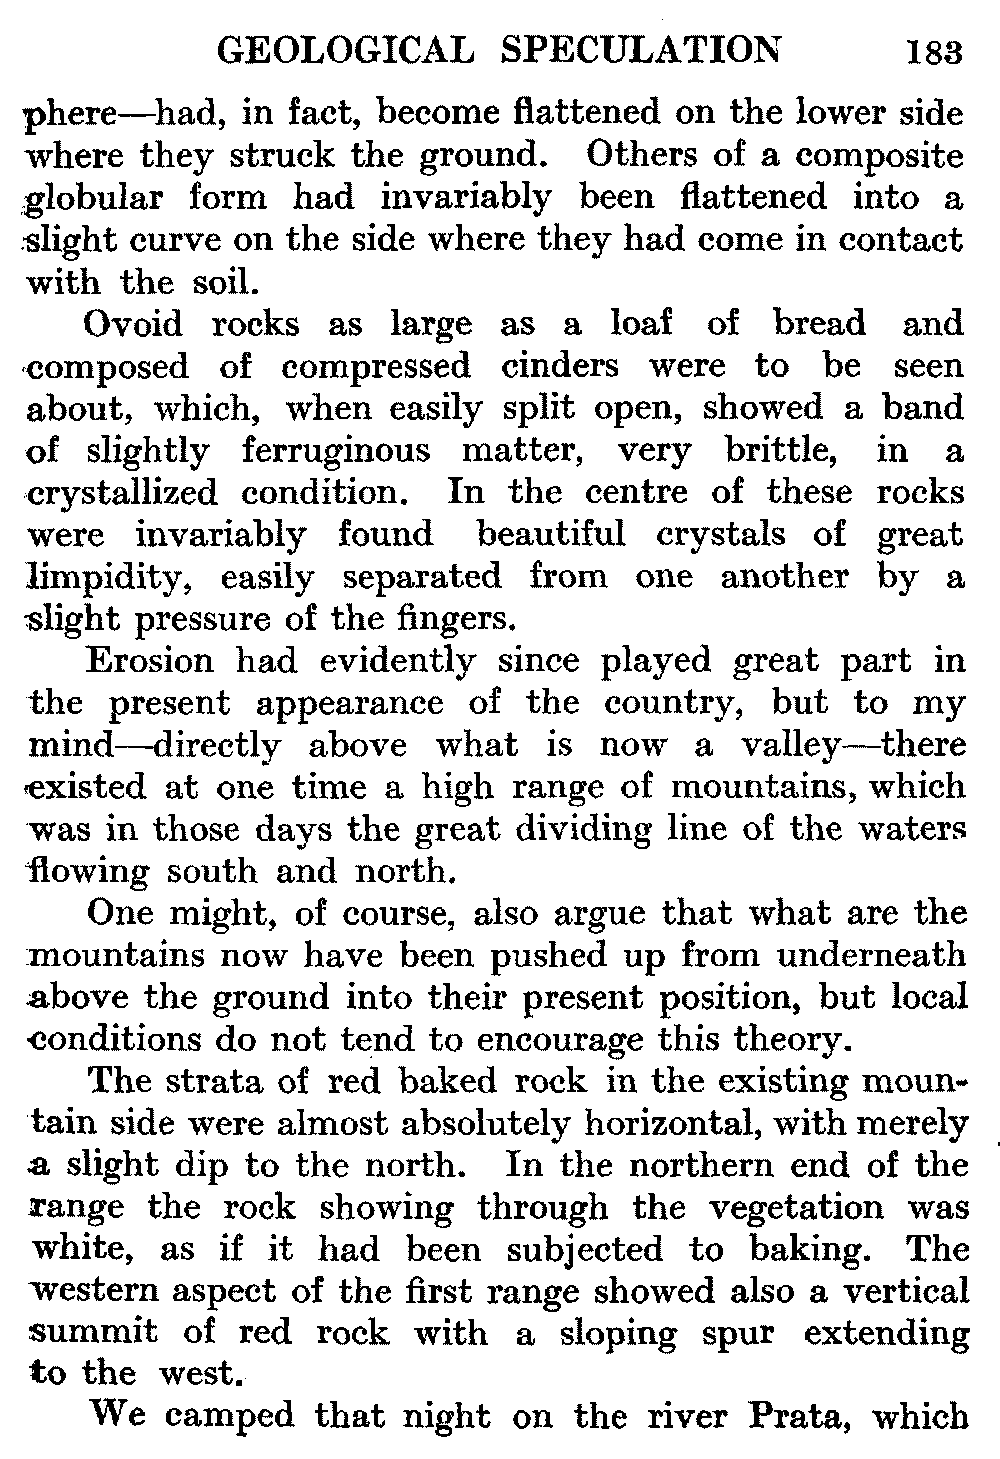 GEOLOGICAL SPECULATION 183
phere—had, in fact, become flattened on the lower side
where they struck the ground. Others of a composite
globular form had invariably been flattened into a
slight curve on the side where they had come in contact
with the soil.
Ovoid rocks as large as a loaf of bread and
composed of compressed cinders were to be seen
about, which, when easily split open, showed a band
of slightly ferruginous matter, very brittle, in a
crystallized condition. In the centre of these rocks
were invariably found beautiful crystals of great
limpidity, easily separated from one another by a
slight pressure of the fingers.
Erosion had evidently since played great part in
the present appearance of the country, but to my
mind—directly above what is now a valley—there
existed at one time a high range of mountains, which
was in those days the great dividing line of the waters
flowing south and north.
One might, of course, also argue that what are the
mountains now have been pushed up from underneath
above the ground into their present position, but local
conditions do not tend to encourage this theory.
The strata of red baked rock in the existing moun-
tain side were almost absolutely horizontal, with merely
a slight dip to the north. In the northern end of the
range the rock showing through the vegetation was
white, as if it had been subjected to baking. The
western aspect of the first range showed also a vertical
summit of red rock with a sloping spur extending
to the west.
We camped that night on the river Prata, which